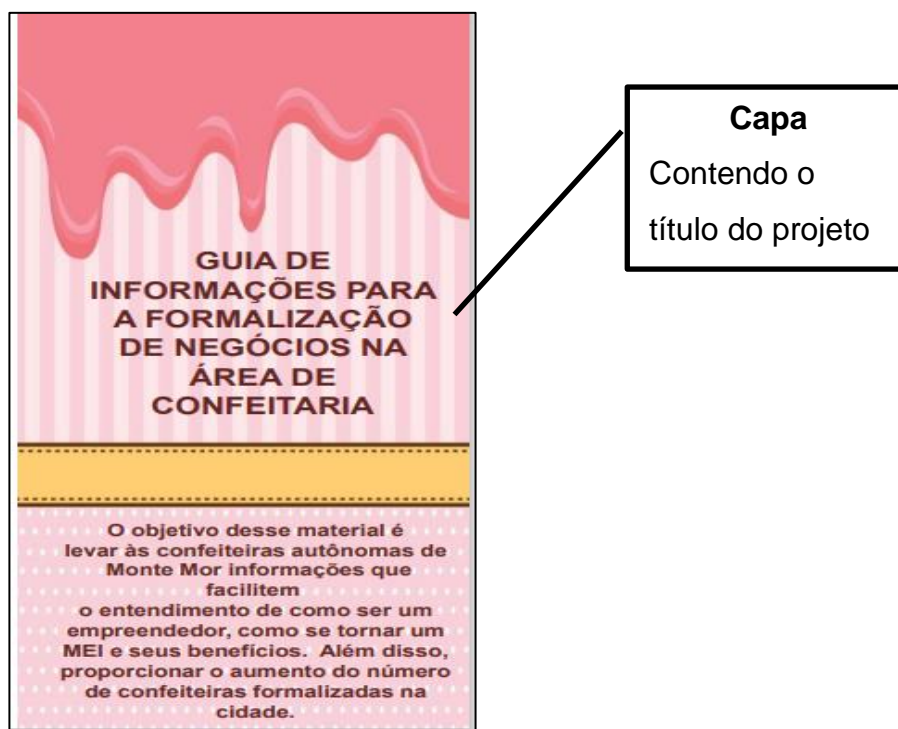 GUIA DE
INFORMAÇÕES PARA
A FORMALIZAÇÃO
DE NEGÓCIOS NA
ÁREA DE
CONFEITARIA
O objetivo desse material é
levar às confeiteiras autônomas de
Monte Mor informações que
facilitem
o entendimento de como ser um
empreendedor, como se tornar um
MEI e seus benefícios. Além disso,
proporcionar o aumento do número
de confeiteiras formalizadas na
cidade.
Capa
Contendo o
título do projeto